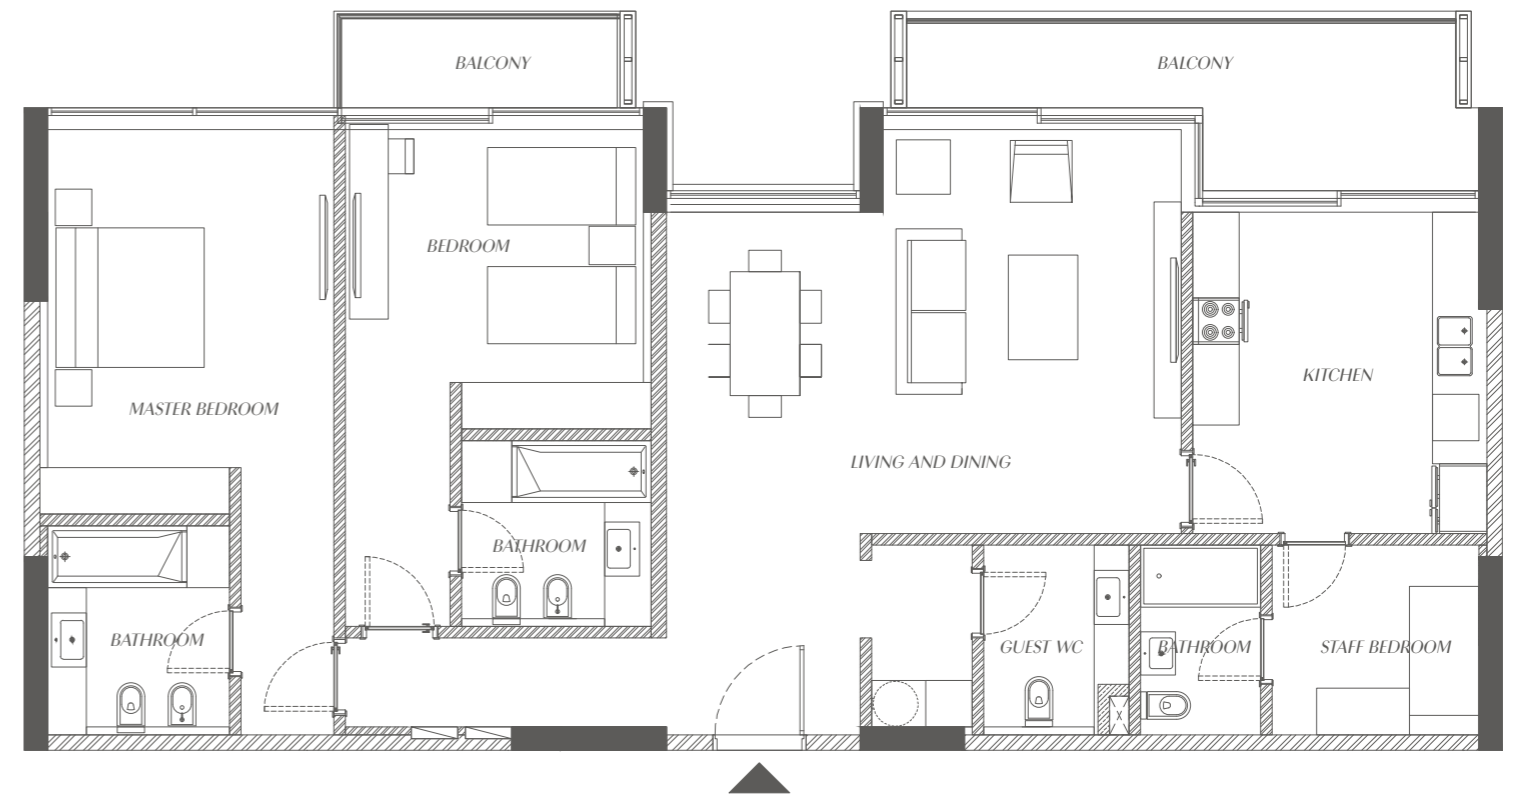 BALCONY
BALCONY
BEDROOM
KITCHEN
MASTER BEDROOM
LIVING AND DINING
BATHROOM
BATHROOM
GUEST WC
BATHROOM
STAFF BEDROOM